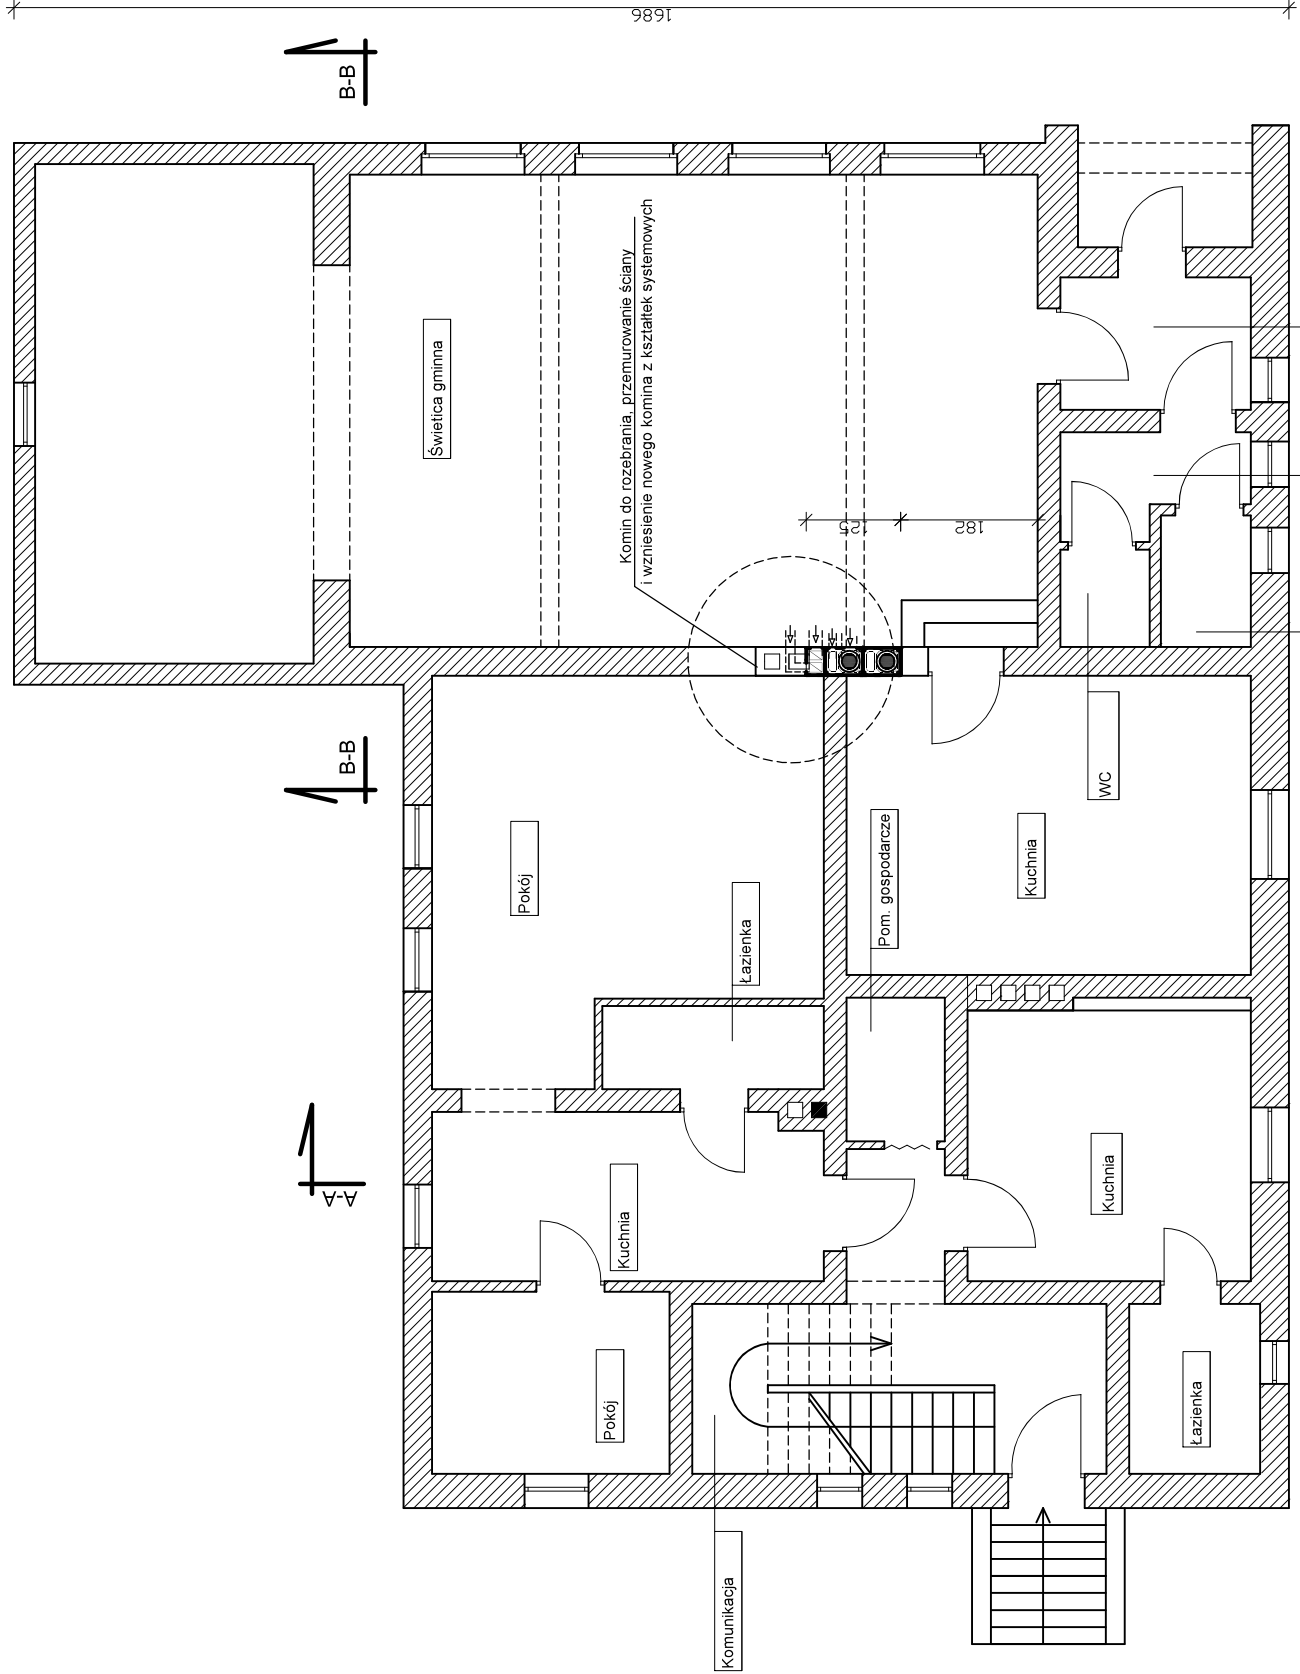 1686
B-B
Świetica gminna
Komin do rozebrania, przemurowanie ściany
i wzniesienie nowego komina z kształtek systemowych
125
182
B-B
Pokój
Łazienka
Pom. gospodarcze
Kuchnia
WC
A-A
Kuchnia
Kuchnia
Pokój
Łazienka
Komunikacja